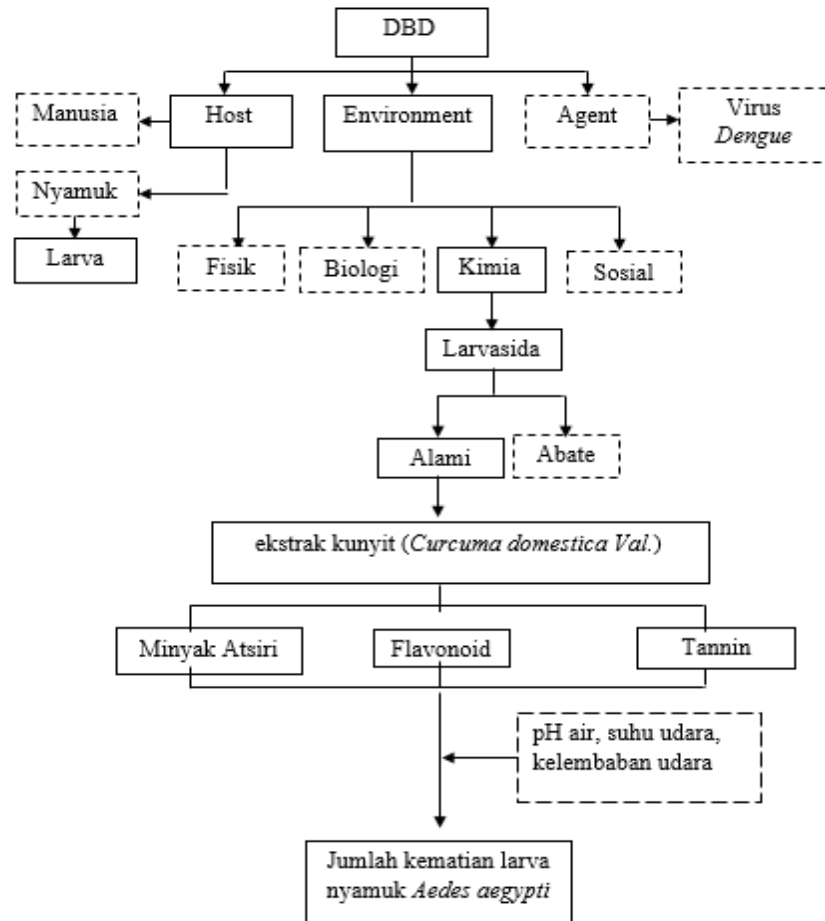 DBD
Manusia
Host
Environment
Agent
Virus
Dengue
Nyamuk
Larva
Fisik
Biologi
Kimia
Sosial
Larvasida
Alami
Abate
ekstrak kunyit (Curcuma domestica Val.)
Minyak Atsiri
Flavonoid
Tannin
pH air, suhu udara,
kelembaban udara
Jumlah kematian larva
nyamuk Aedes aegypti